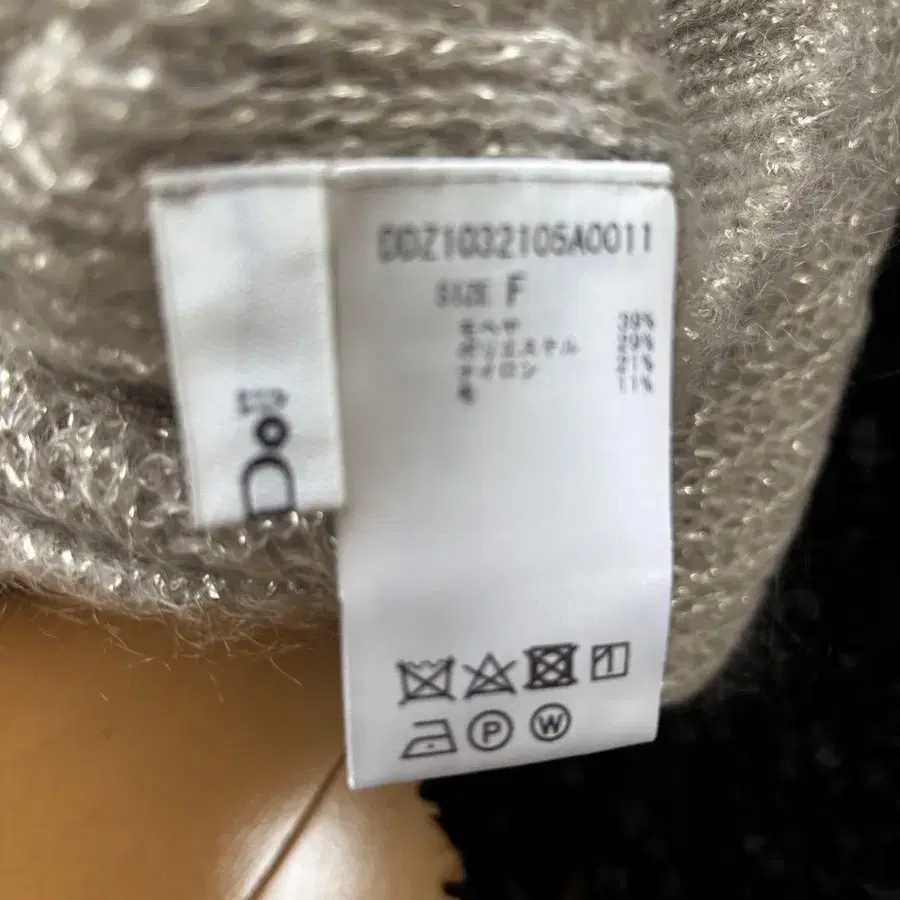 DDZ1032105A0011
SIZE F
モヘヤ 39%
ポリエステル 29%
ナイロン 21%
毛 11%
P W